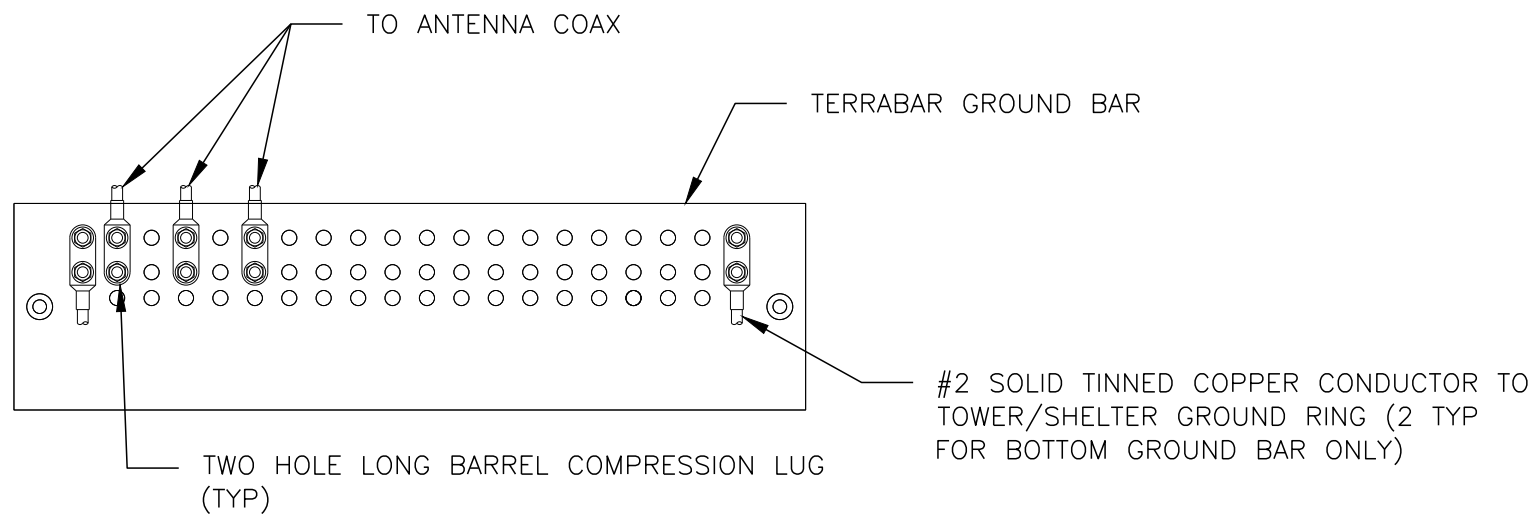 TO ANTENNA COAX
TERRABAR GROUND BAR
#2 SOLID TINNED COPPER CONDUCTOR TO
TOWER/SHELTER GROUND RING (2 TYP
FOR BOTTOM GROUND BAR ONLY)
TWO HOLE LONG BARREL COMPRESSION LUG
(TYP)